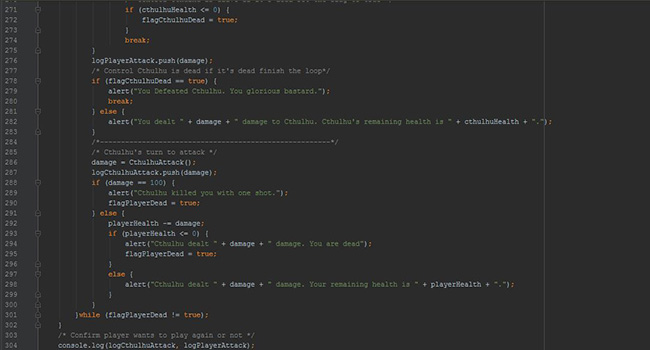 271 if (cthulhuHealth <= 0) {
272 flagCthulhuDead = true;
273 }
274 break;
275 }
276 logPlayerAttack.push(damage);
277 /* Control Cthulhu is dead if it's dead finish the loop*/
278 if (flagCthulhuDead == true) {
279 alert("You Defeated Cthulhu. You glorious bastard.");
280 break;
281 } else {
282 alert("You dealt " + damage + " damage to Cthulhu. Cthulhu's remaining health is " + cthulhuHealth + ".");
283 }
284 /*-------------------------------------------------------*/
285 /* Cthulhu's turn to attack */
286 damage = CthulhuAttack();
287 logCthulhuAttack.push(damage);
288 if (damage == 100) {
289 alert("Cthulhu killed you with one shot.");
290 flagPlayerDead = true;
291 } else {
292 playerHealth -= damage;
293 if (playerHealth <= 0) {
294 alert("Cthulhu dealt " + damage + " damage. You are dead");
295 flagPlayerDead = true;
296 }
297 else {
298 alert("Cthulhu dealt " + damage + " damage. Your remaining health is " + playerHealth + ".");
299 }
300 }
301 }while (flagPlayerDead != true);
302 }
303 /* Confirm player wants to play again or not */
304 console.log(logCthulhuAttack, logPlayerAttack);